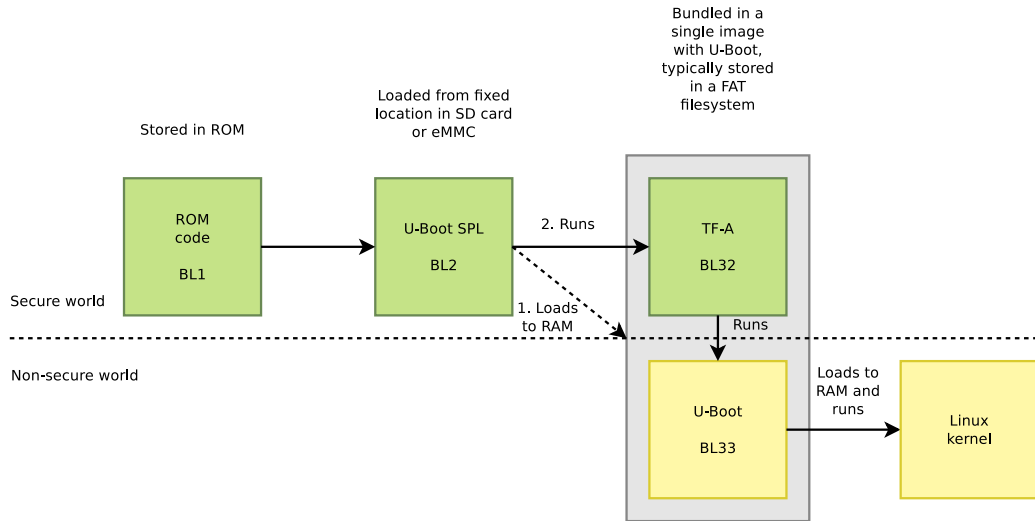 Bundled in a
single image
with U-Boot,
typically stored
in a FAT
filesystem
Loaded from fixed
location in SD card
or eMMC
Stored in ROM
ROM
code
BL1
U-Boot SPL
BL2
2. Runs
TF-A
BL32
Secure world
1. Loads
to RAM
Runs
Non-secure world
U-Boot
BL33
Loads to
RAM and
runs
Linux
kernel